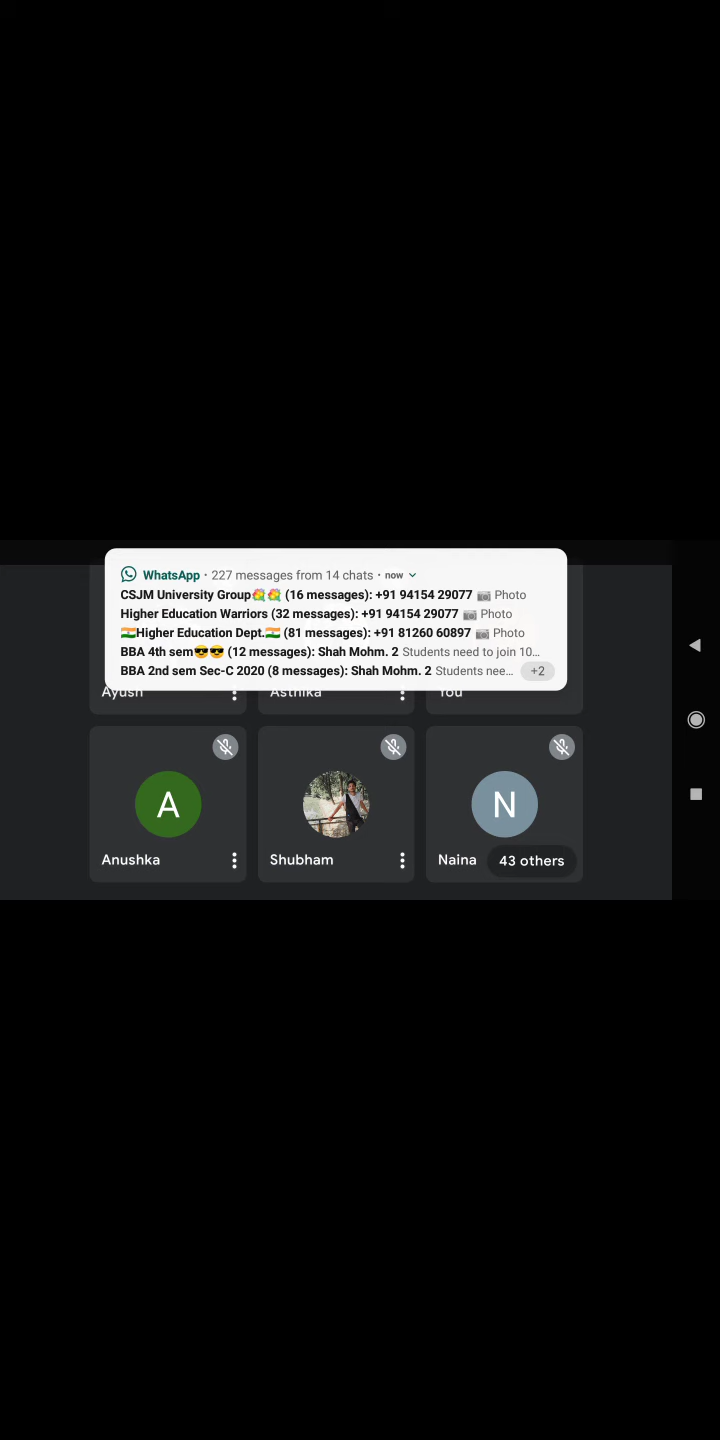 WhatsApp · 227 messages from 14 chats · now
CSJM University Group💐💐 (16 messages): +91 94154 29077 📷 Photo
Higher Education Warriors (32 messages): +91 94154 29077 📷 Photo
🇮🇳Higher Education Dept.🇮🇳 (81 messages): +91 81260 60897 📷 Photo
BBA 4th sem😎😎 (12 messages): Shah Mohm. 2 Students need to join 10...
BBA 2nd sem Sec-C 2020 (8 messages): Shah Mohm. 2 Students nee... +2
Ayush Asthika You
A N
Anushka Shubham Naina 43 others